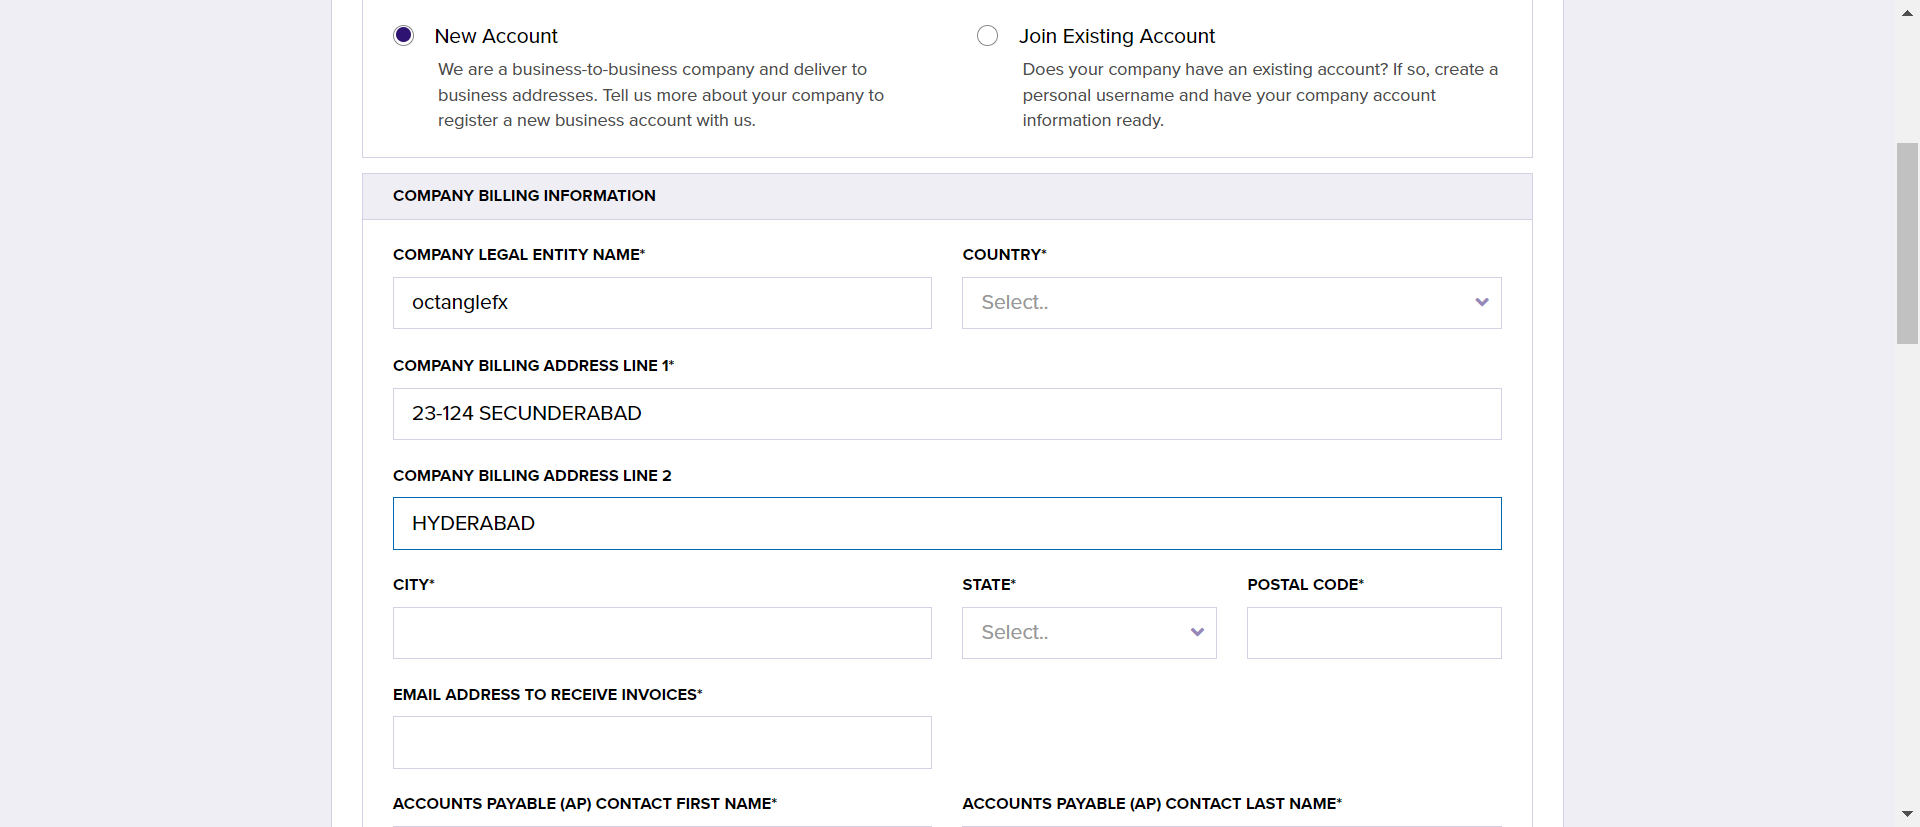 New Account
We are a business-to-business company and deliver to
business addresses. Tell us more about your company to
register a new business account with us.
Join Existing Account
Does your company have an existing account? If so, create a
personal username and have your company account
information ready.
COMPANY BILLING INFORMATION
COMPANY LEGAL ENTITY NAME*
octanglefx
COUNTRY*
Select..
COMPANY BILLING ADDRESS LINE 1*
23-124 SECUNDERABAD
COMPANY BILLING ADDRESS LINE 2
HYDERABAD
CITY*
STATE*
Select..
POSTAL CODE*
EMAIL ADDRESS TO RECEIVE INVOICES*
ACCOUNTS PAYABLE (AP) CONTACT FIRST NAME*
ACCOUNTS PAYABLE (AP) CONTACT LAST NAME*